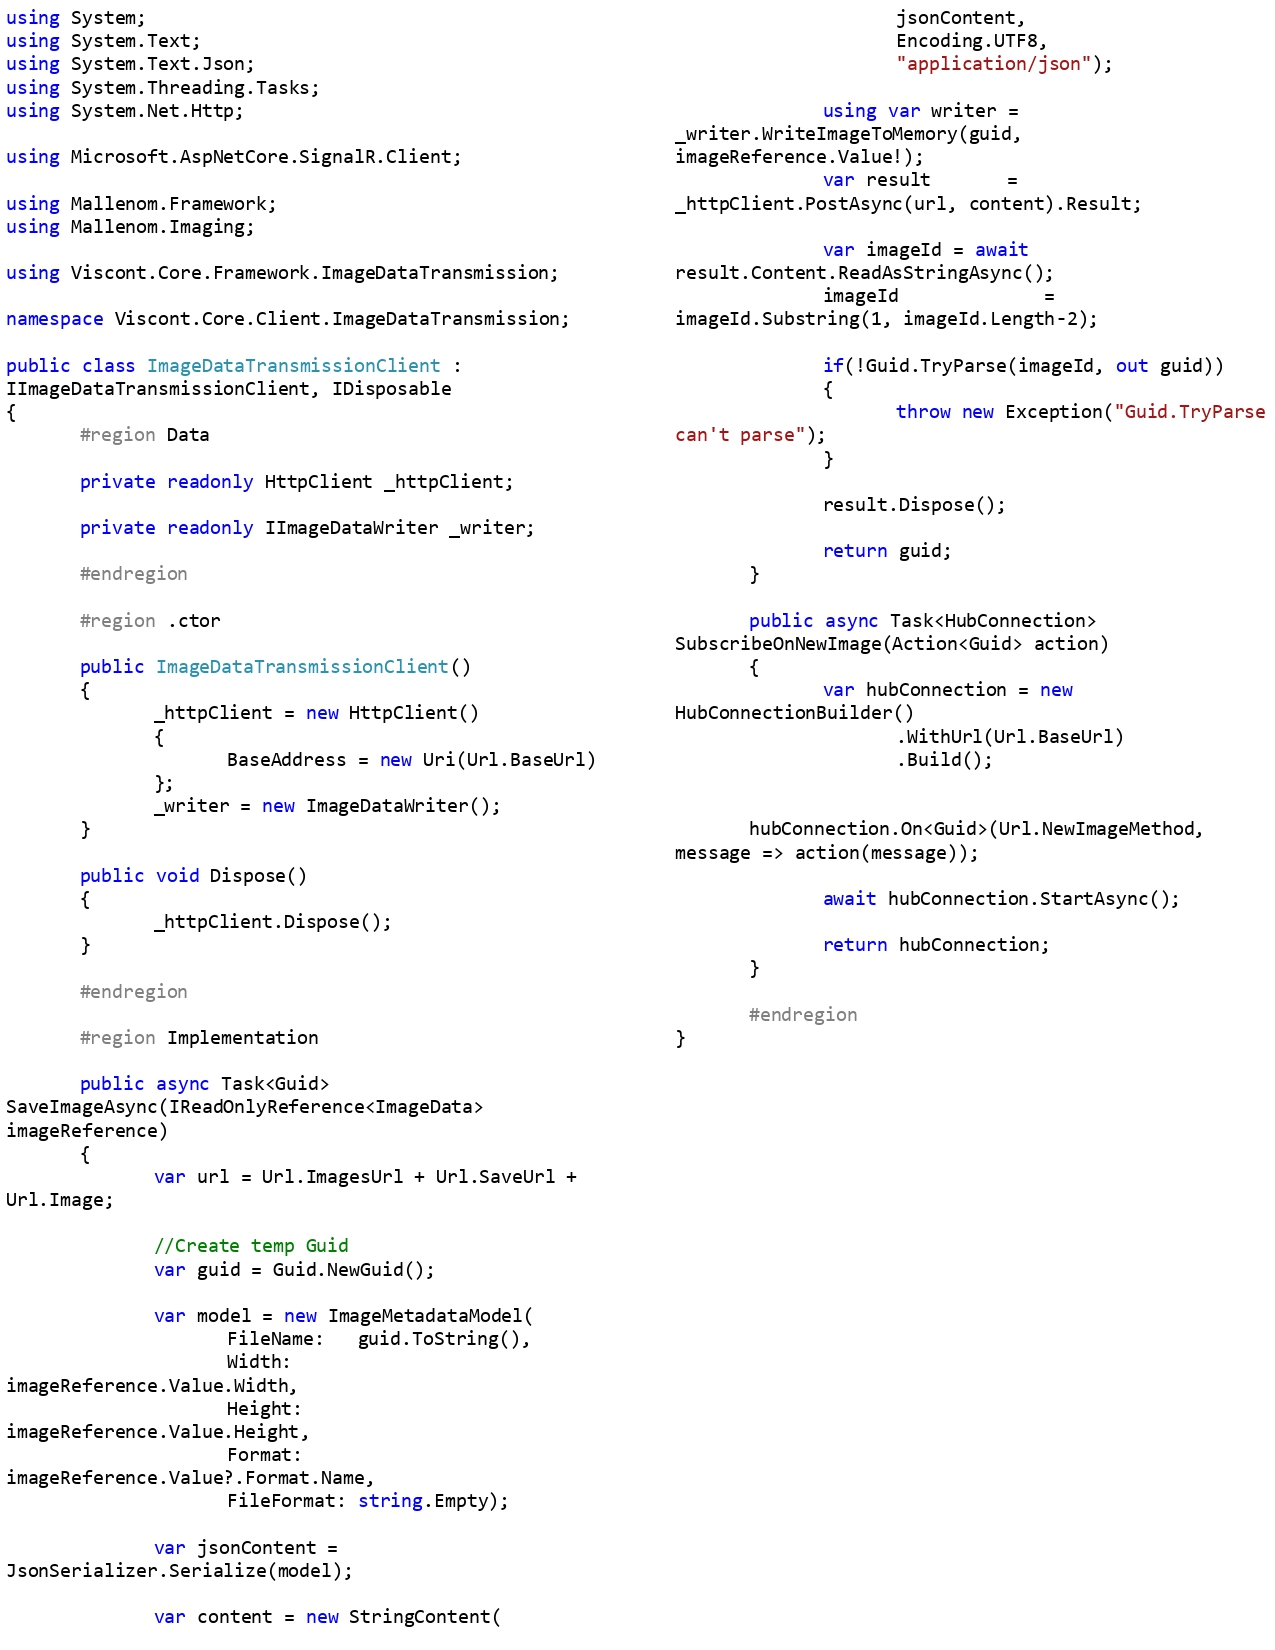 using System;
using System.Text;
using System.Text.Json;
using System.Threading.Tasks;
using System.Net.Http;
using Microsoft.AspNetCore.SignalR.Client;
using Mallenom.Framework;
using Mallenom.Imaging;
using Viscont.Core.Framework.ImageDataTransmission;
namespace Viscont.Core.Client.ImageDataTransmission;
public class ImageDataTransmissionClient :
IImageDataTransmissionClient, IDisposable
{
#region Data
private readonly HttpClient _httpClient;
private readonly IImageDataWriter _writer;
#endregion
#region .ctor
public ImageDataTransmissionClient()
{
_httpClient = new HttpClient()
{
BaseAddress = new Uri(Url.BaseUrl)
};
_writer = new ImageDataWriter();
}
public void Dispose()
{
_httpClient.Dispose();
}
#endregion
#region Implementation
public async Task<Guid>
SaveImageAsync(IReadOnlyReference<ImageData>
imageReference)
{
var url = Url.ImagesUrl + Url.SaveUrl +
Url.Image;
//Create temp Guid
var guid = Guid.NewGuid();
var model = new ImageMetadataModel(
FileName:   guid.ToString(),
Width:
imageReference.Value.Width,
Height:
imageReference.Value.Height,
Format:
imageReference.Value?.Format.Name,
FileFormat: string.Empty);
var jsonContent =
JsonSerializer.Serialize(model);
var content = new StringContent(
jsonContent,
Encoding.UTF8,
"application/json");
using var writer =
_writer.WriteImageToMemory(guid,
imageReference.Value!);
var result       =
_httpClient.PostAsync(url, content).Result;
var imageId = await
result.Content.ReadAsStringAsync();
imageId             =
imageId.Substring(1, imageId.Length-2);
if(!Guid.TryParse(imageId, out guid))
{
throw new Exception("Guid.TryParse
can't parse");
}
result.Dispose();
return guid;
}
public async Task<HubConnection>
SubscribeOnNewImage(Action<Guid> action)
{
var hubConnection = new
HubConnectionBuilder()
.WithUrl(Url.BaseUrl)
.Build();
hubConnection.On<Guid>(Url.NewImageMethod,
message => action(message));
await hubConnection.StartAsync();
return hubConnection;
}
#endregion
}